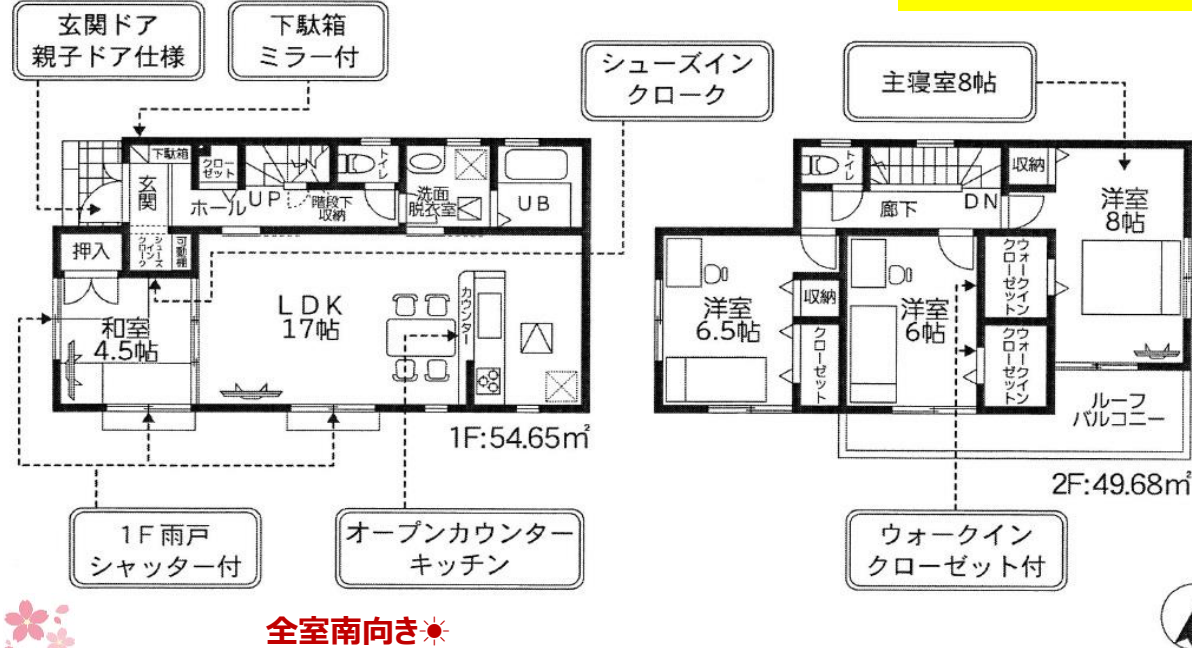 玄関ドア
親子ドア仕様
下駄箱
ミラー付
シューズイン
クローク
主寝室8帖
下駄箱
クローゼット
トイレ
洗面
脱衣室
UB
玄関
ホール
UP
階段下
収納
押入
シューズインクローク
可動棚
和室
4.5帖
LDK
17帖
カウンター
1F:54.65㎡
トイレ
収納
洋室
8帖
廊下
DN
洋室
6.5帖
収納
クローゼット
洋室
6帖
ウォークインクローゼット
ウォークインクローゼット
ルーフ
バルコニー
2F:49.68㎡
1F雨戸
シャッター付
オープンカウンター
キッチン
ウォークイン
クローゼット付
全室南向き☀